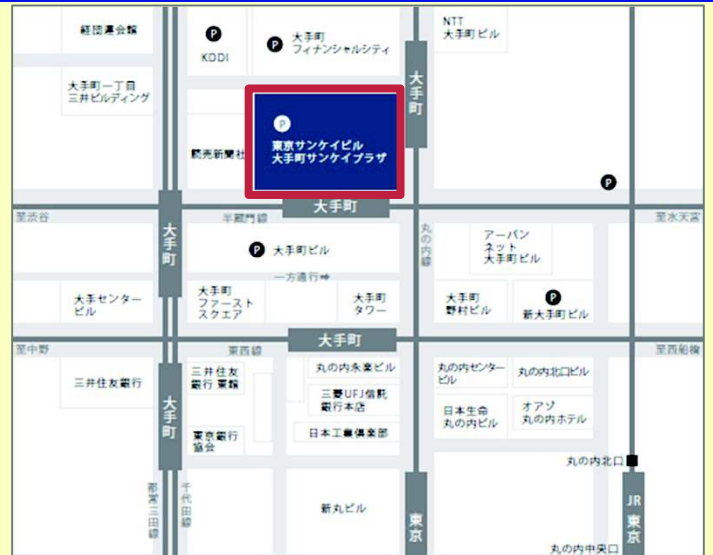 経団連会館
P
KDDI
P
大手町
フィナンシャルシティ
大手町
NTT
大手町ビル
大手町一丁目
三井ビルディング
読売新聞社
P
東京サンケイビル
大手町サンケイプラザ
P
大手町
至渋谷
半蔵門線
至水天宮
大手町
P
大手町ビル
丸の内線
アーバン
ネット
大手町ビル
一方通行➡
大手センター
ビル
大手町
ファースト
スクエア
大手町
タワー
大手町
野村ビル
P
新大手町ビル
大手町
至中野
東西線
至西船橋
三井住友銀行
大手町
三井住友
銀行 東館
丸の内永楽ビル
三菱UFJ信託
銀行本店
日本工業倶楽部
東京銀行
協会
丸の内センター
ビル
丸の内北口ビル
日本生命
丸の内ビル
オアゾ
丸の内ホテル
丸の内北口
都営三田線
千代田線
新丸ビル
東京
JR東京
丸の内中央口